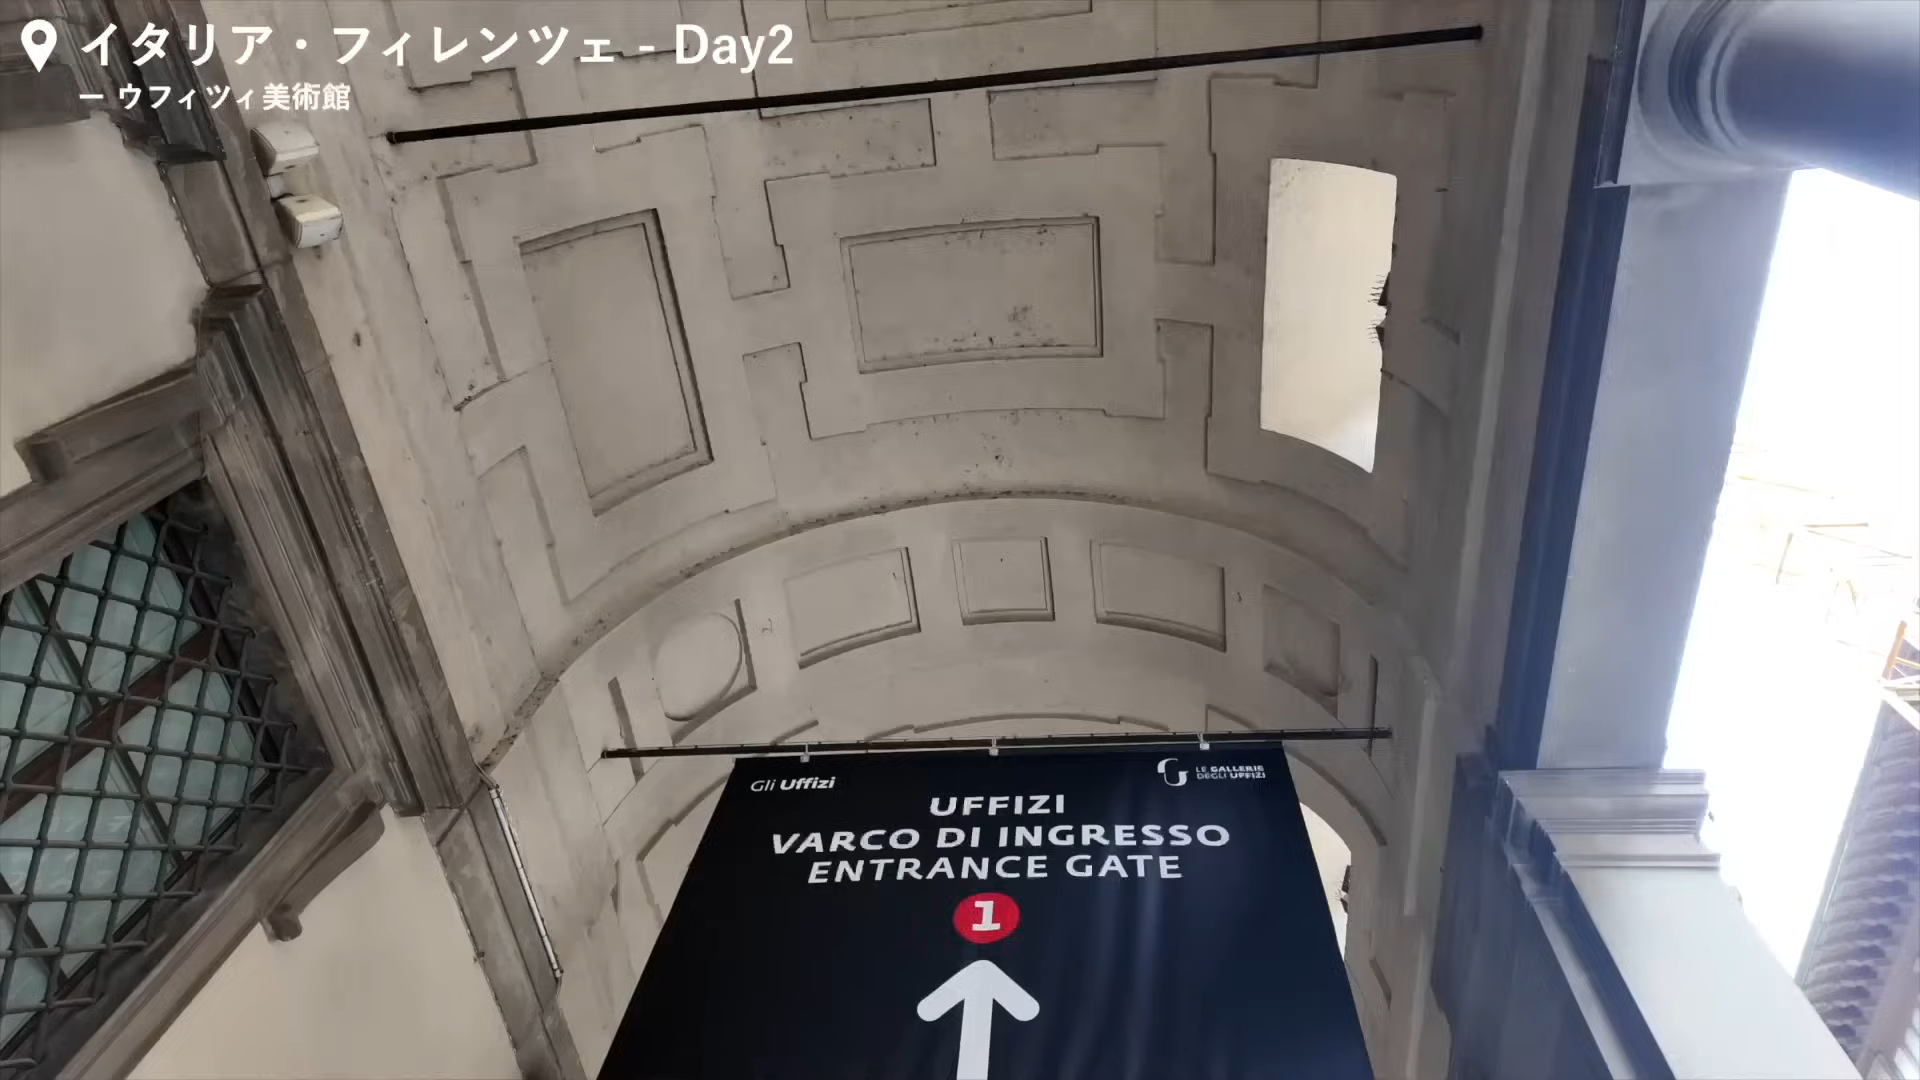 イタリア・フィレンツェ - Day2
ー ウフィツィ美術館
Gli Uffizi
LE GALLERIE
DEGLI UFFIZI
UFFIZI
VARCO DI INGRESSO
ENTRANCE GATE
1